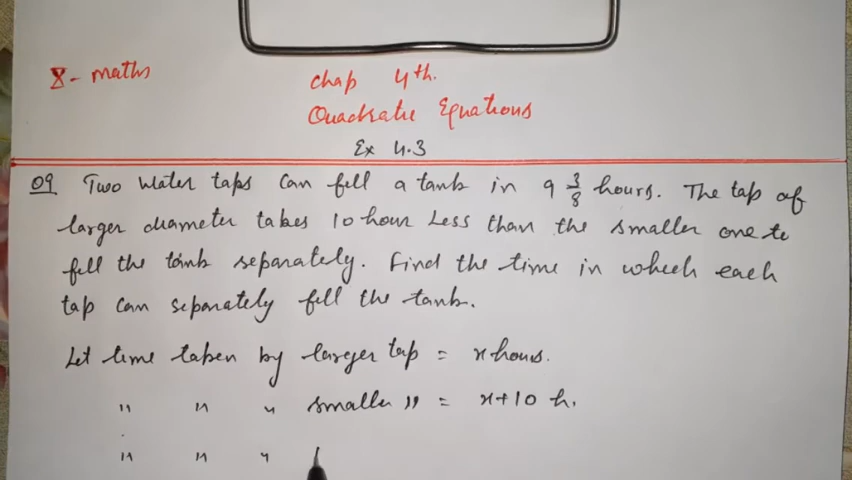 X - maths
Chap 4th.
Quadratic Equations
Ex 4.3
Q9 Two water taps can fill a tank in 9 3/8 hours. The tap of
larger diameter takes 10 hour less than the smaller one to
fill the tank separately. Find the time in which each
tap can separately fill the tank.
Let time taken by larger tap = x hours.
" " " smaller " = x+10 h.
" " "